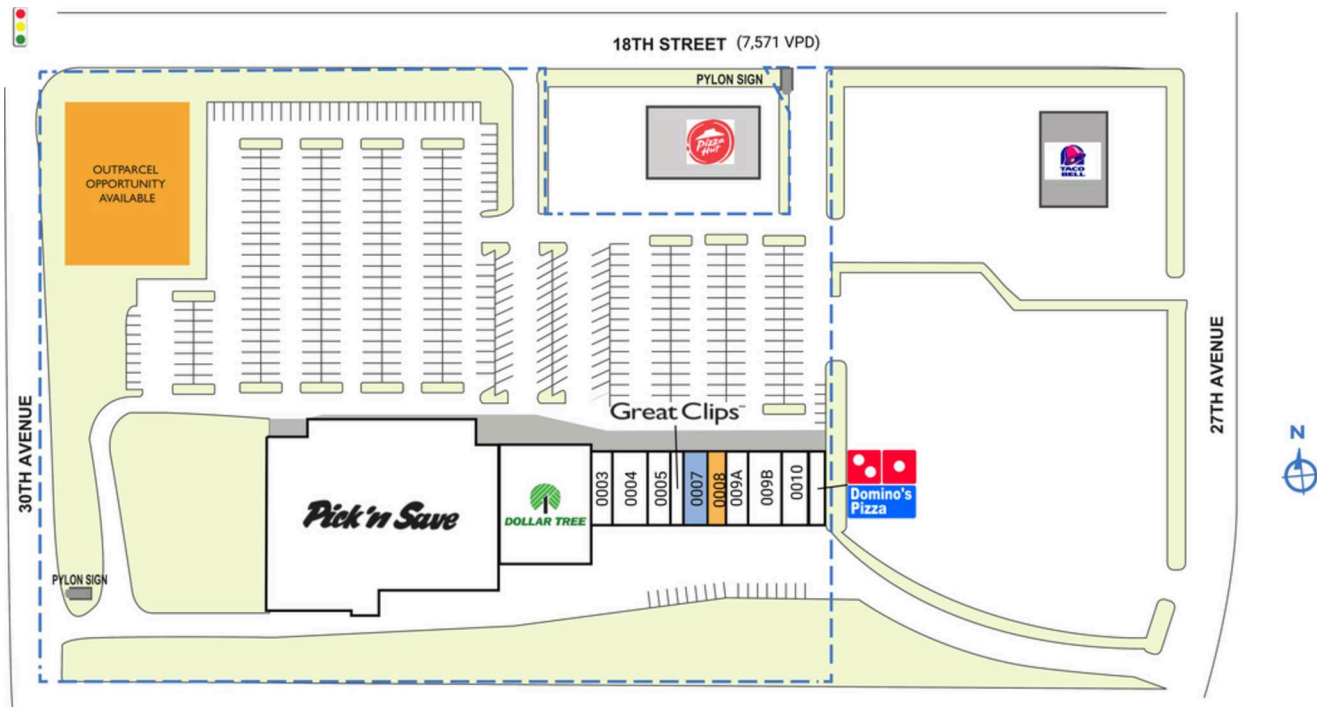 18TH STREET (7,571 VPD)
PYLON SIGN
Pizza
Hut
TACO
BELL
OUTPARCEL
OPPORTUNITY
AVAILABLE
30TH AVENUE
27TH AVENUE
N
Great Clips
Pick'n Save
DOLLAR TREE
0003
0004
0005
0007
0008
009A
009B
0010
Domino's
Pizza
PYLON SIGN